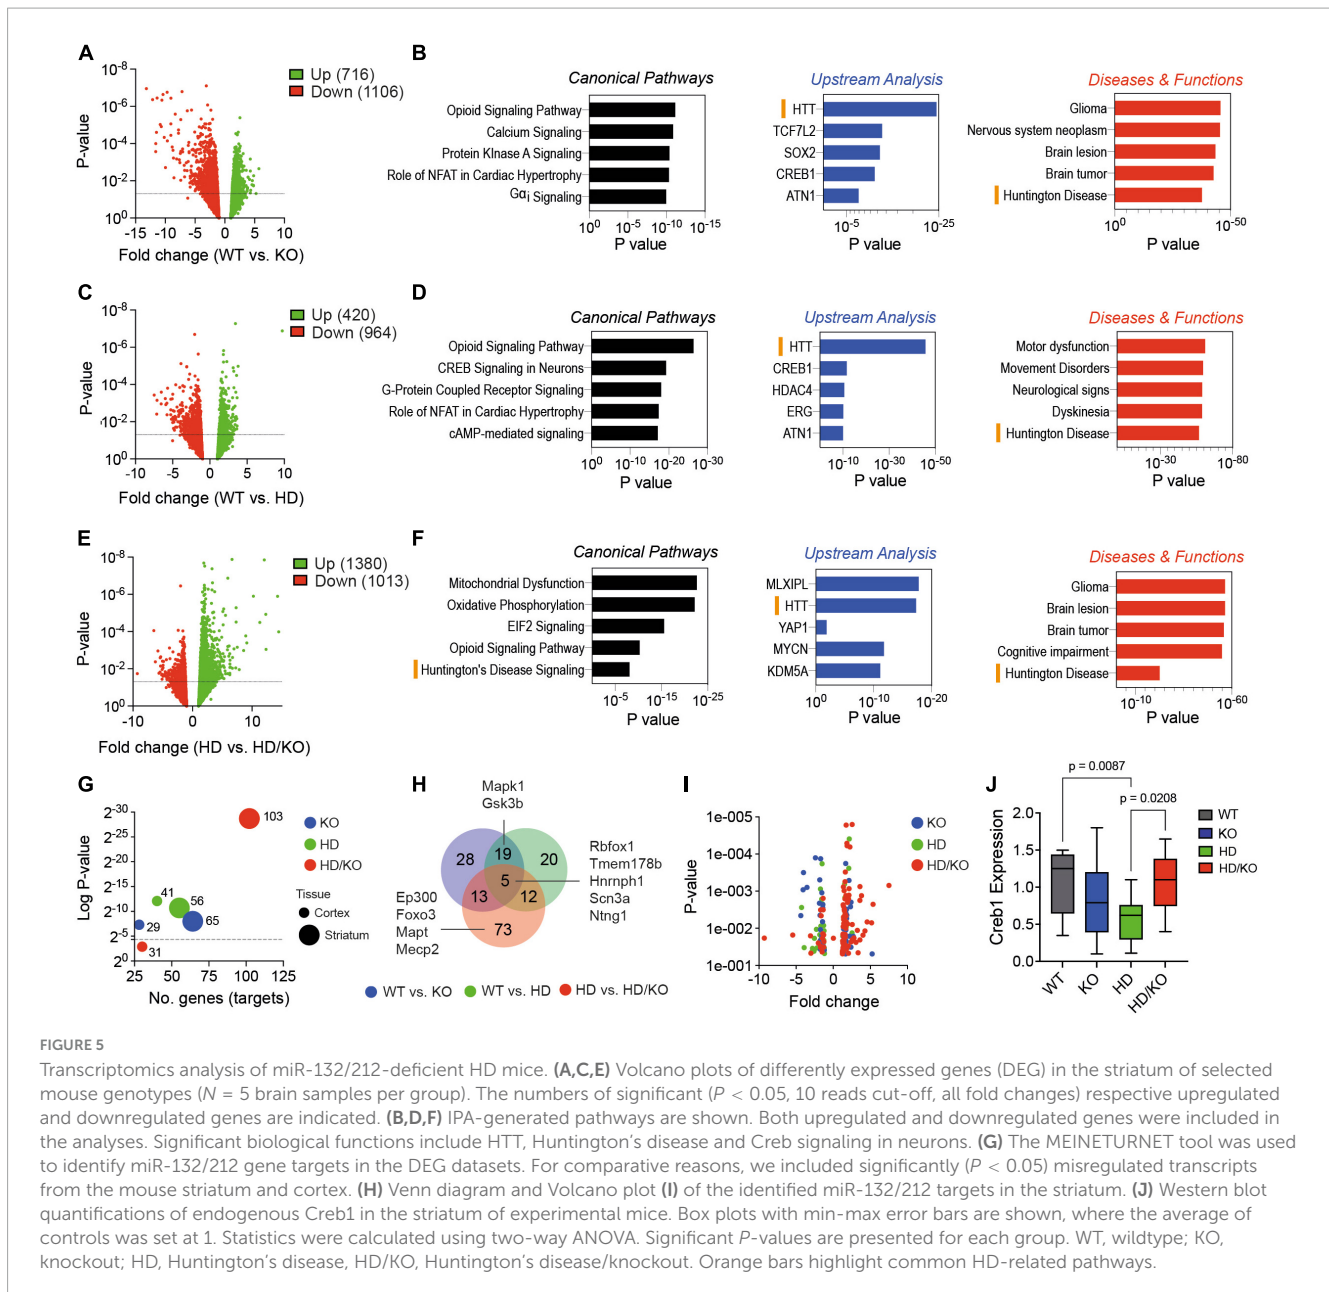 A
10-8
10-6
10-4
10-2
100
P-value
Up (716)
Down (1106)
-15 -10 -5 0 5 10
Fold change (WT vs. KO)
B
Canonical Pathways
Opioid Signaling Pathway
Calcium Signaling
Protein KInase A Signaling
Role of NFAT in Cardiac Hypertrophy
Gαi Signaling
100 10-5 10-10 10-15
P value
Upstream Analysis
HTT
TCF7L2
SOX2
CREB1
ATN1
10-5 10-25
P value
Diseases & Functions
Glioma
Nervous system neoplasm
Brain lesion
Brain tumor
Huntington Disease
100 10-50
P value
C
10-8
10-6
10-4
10-2
100
P-value
Up (420)
Down (964)
-10 -5 0 5 10
Fold change (WT vs. HD)
D
Canonical Pathways
Opioid Signaling Pathway
CREB Signaling in Neurons
G-Protein Coupled Receptor Signaling
Role of NFAT in Cardiac Hypertrophy
cAMP-mediated signaling
100 10-10 10-20 10-30
P value
Upstream Analysis
HTT
CREB1
HDAC4
ERG
ATN1
10-10 10-50
P value
Diseases & Functions
Motor dysfunction
Movement Disorders
Neurological signs
Dyskinesia
Huntington Disease
10-30 10-80
P value
E
10-8
10-6
10-4
10-2
100
P-value
Up (1380)
Down (1013)
-10 0 10
Fold change (HD vs. HD/KO)
F
Canonical Pathways
Mitochondrial Dysfunction
Oxidative Phosphorylation
EIF2 Signaling
Opioid Signaling Pathway
Huntington's Disease Signaling
10-5 10-15 10-25
P value
Upstream Analysis
MLXIPL
HTT
YAP1
MYCN
KDM5A
100 10-10 10-20
P value
Diseases & Functions
Glioma
Brain lesion
Brain tumor
Cognitive impairment
Huntington Disease
10-10 10-60
P value
G
2-30
2-25
2-20
2-15
2-10
2-5
20
Log P-value
103
41
56
65
29
31
KO
HD
HD/KO
Tissue
Cortex
Striatum
25 50 75 100 125
No. genes (targets)
H
Mapk1
Gsk3b
28 19 20
5
13 12
73
Rbfox1
Tmem178b
Hnrnph1
Scn3a
Ntng1
Ep300
Foxo3
Mapt
Mecp2
WT vs. KO WT vs. HD HD vs. HD/KO
I
1e-005
1e-004
1e-003
1e-002
1e-001
P-value
KO
HD
HD/KO
-10 -5 0 5 10
Fold change
J
p = 0.0087
p = 0.0208
2.0
1.5
1.0
0.5
0.0
Creb1 Expression
WT
KO
HD
HD/KO
WT KO HD HD/KO
FIGURE 5
Transcriptomics analysis of miR-132/212-deficient HD mice. (A,C,E) Volcano plots of differently expressed genes (DEG) in the striatum of selected
mouse genotypes (N = 5 brain samples per group). The numbers of significant (P < 0.05, 10 reads cut-off, all fold changes) respective upregulated
and downregulated genes are indicated. (B,D,F) IPA-generated pathways are shown. Both upregulated and downregulated genes were included in
the analyses. Significant biological functions include HTT, Huntington's disease and Creb signaling in neurons. (G) The MEINETURNET tool was used
to identify miR-132/212 gene targets in the DEG datasets. For comparative reasons, we included significantly (P < 0.05) misregulated transcripts
from the mouse striatum and cortex. (H) Venn diagram and Volcano plot (I) of the identified miR-132/212 targets in the striatum. (J) Western blot
quantifications of endogenous Creb1 in the striatum of experimental mice. Box plots with min-max error bars are shown, where the average of
controls was set at 1. Statistics were calculated using two-way ANOVA. Significant P-values are presented for each group. WT, wildtype; KO,
knockout; HD, Huntington's disease, HD/KO, Huntington's disease/knockout. Orange bars highlight common HD-related pathways.